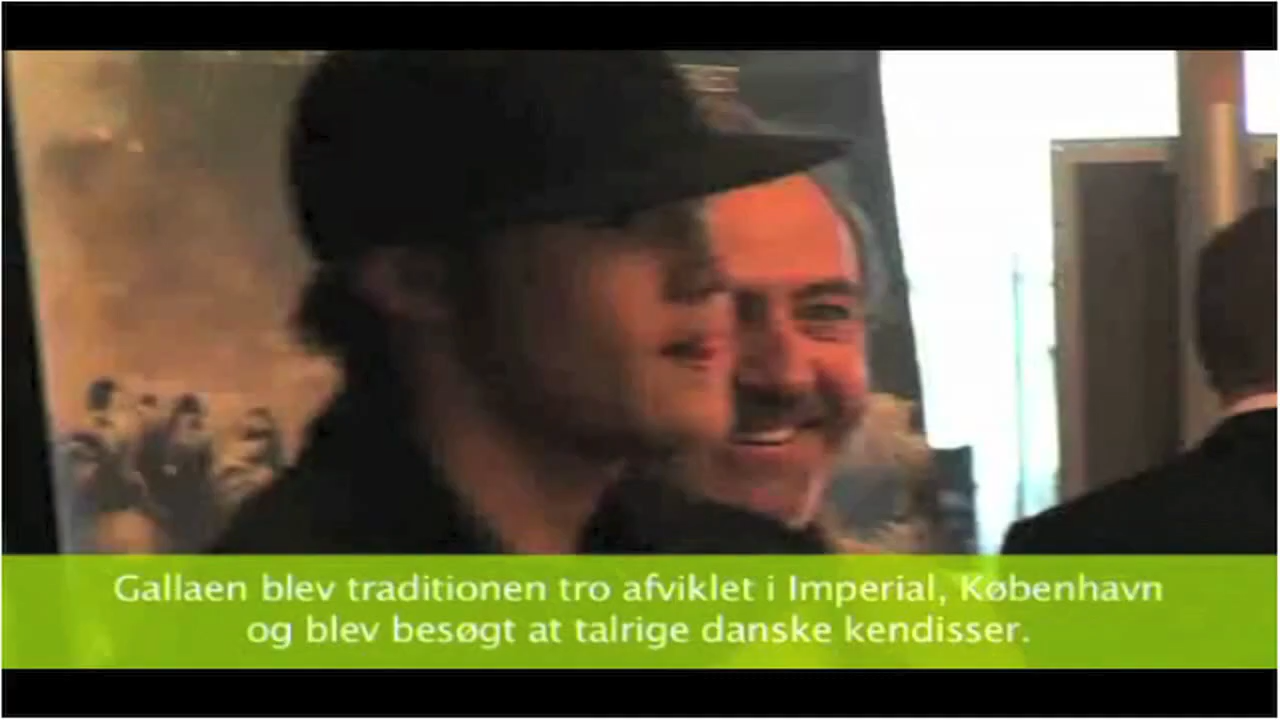 Gallaen blev traditionen tro afviklet i Imperial, København
og blev besøgt at talrige danske kendisser.